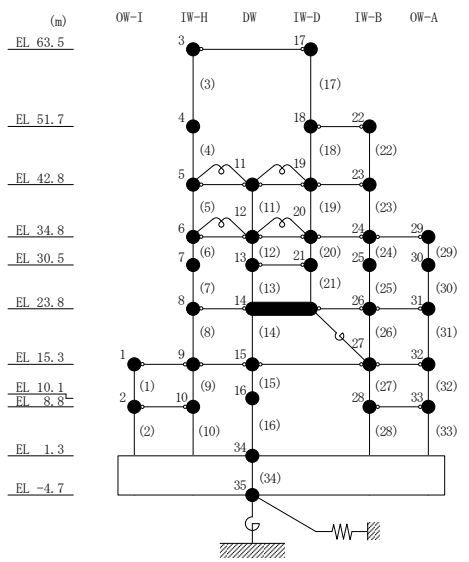 (m) OW-I IW-H DW IW-D IW-B OW-A
EL 63.5 3 17
(3) (17)
EL 51.7 4 18 22
(4) (18) (22)
11 19
EL 42.8 5 23
(5) (11) (19) (23)
12 20
EL 34.8 6 24 29
(6) (12) (20) (24) (29)
EL 30.5 7 13 21 25 30
(7) (13) (21) (25) (30)
EL 23.8 8 14 26 31
(8) (14) (26) (31)
27
EL 15.3 1 9 15 32
(1) (9) (15) (27) (32)
EL 10.1 16
EL 8.8 2 10 28 33
(2) (10) (16) (28) (33)
EL 1.3 34
(34)
EL -4.7 35